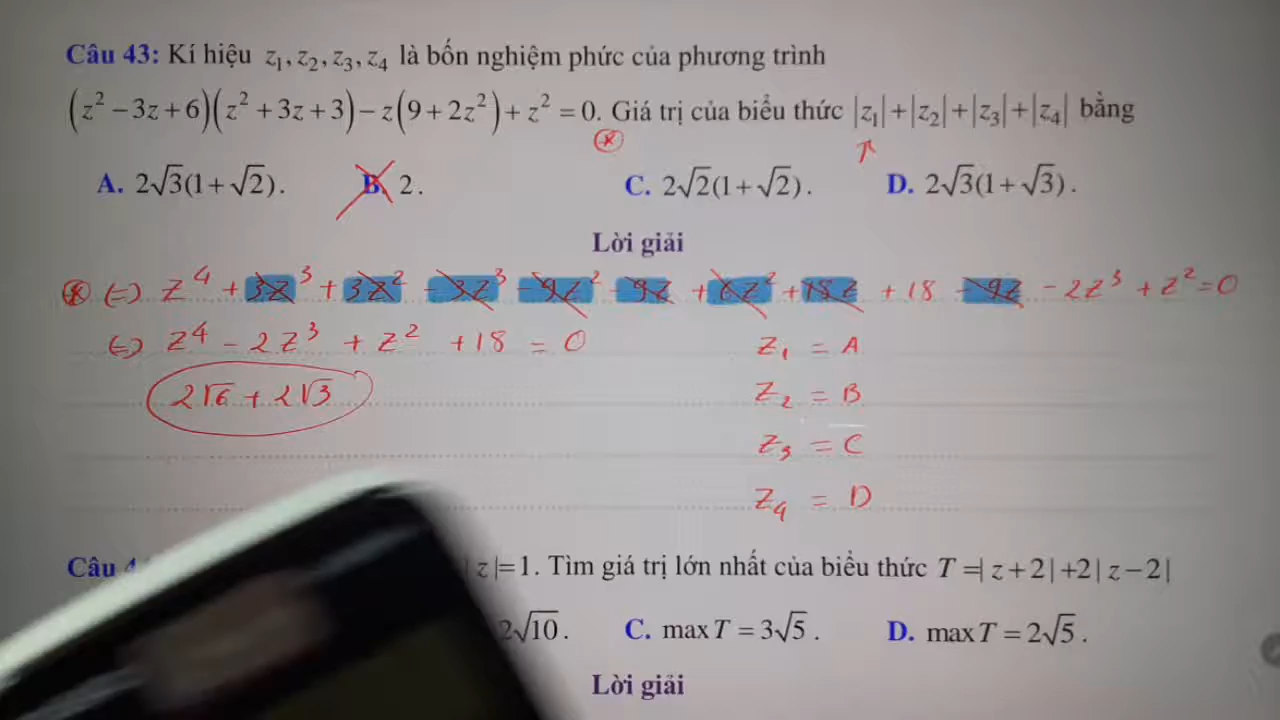 Câu 43: Kí hiệu z₁, z₂, z₃, z₄ là bốn nghiệm phức của phương trình
(z² − 3z + 6)(z² + 3z + 3) − z(9 + 2z²) + z² = 0. Giá trị của biểu thức |z₁| + |z₂| + |z₃| + |z₄| bằng
A. 2√3(1 + √2). B. 2. C. 2√2(1 + √2). D. 2√3(1 + √3).
Lời giải
(*) (=) z⁴ + 3z³ + 3z² − 3z³ − 9z² − 9z + 6z² + 18z + 18 − 9z − 2z³ + z² = 0
(=) z⁴ − 2z³ + z² + 18 = 0 z₁ = A
2√6 + 2√3 z₂ = B
z₃ = C
z₄ = D
Câu z|=1. Tìm giá trị lớn nhất của biểu thức T =| z + 2 | +2 | z − 2 |
2√10. C. max T = 3√5. D. max T = 2√5.
Lời giải